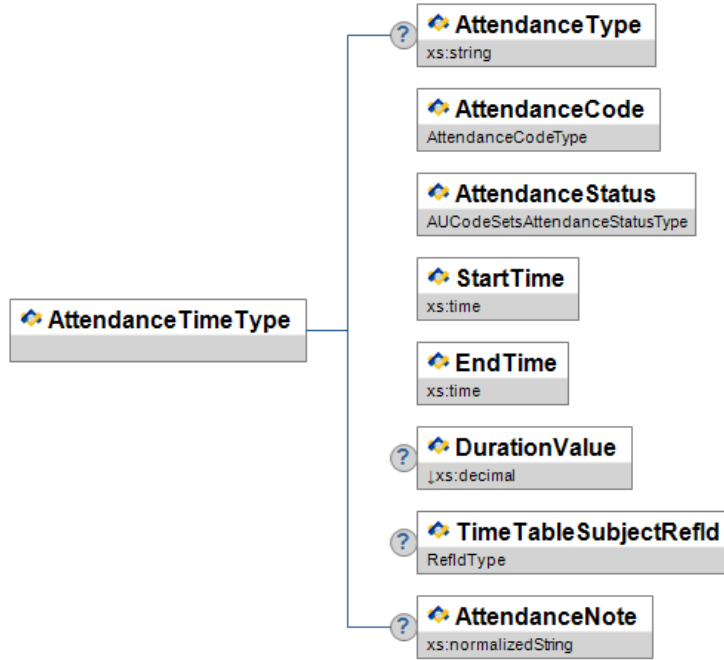 ?
AttendanceType
xs:string
AttendanceCode
AttendanceCodeType
AttendanceStatus
AUCodeSetsAttendanceStatusType
StartTime
xs:time
AttendanceTimeType
EndTime
xs:time
?
DurationValue
↓xs:decimal
?
TimeTableSubjectRefId
RefIdType
?
AttendanceNote
xs:normalizedString